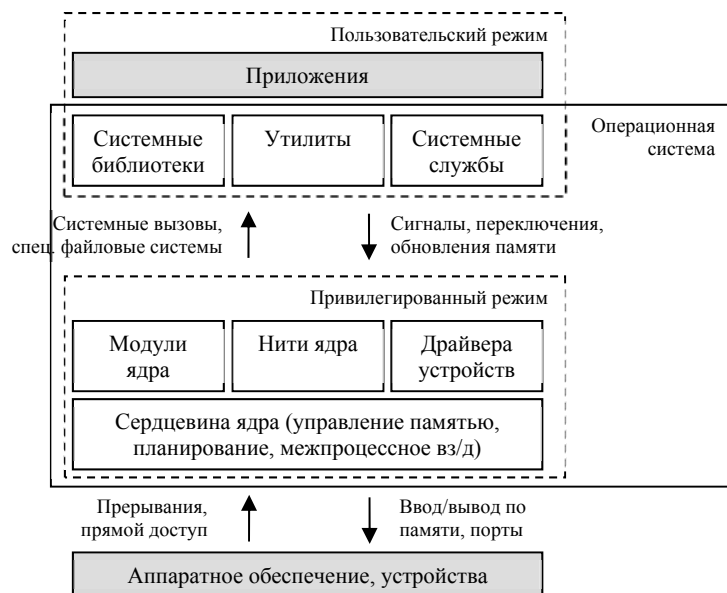 Пользовательский режим
Приложения
Операционная
система
Системные
библиотеки
Утилиты
Системные
службы
Системные вызовы,
спец. файловые системы
Сигналы, переключения,
обновления памяти
Привилегированный режим
Модули
ядра
Нити ядра
Драйвера
устройств
Сердцевина ядра (управление памятью,
планирование, межпроцессное вз/д)
Прерывания,
прямой доступ
Ввод/вывод по
памяти, порты
Аппаратное обеспечение, устройства